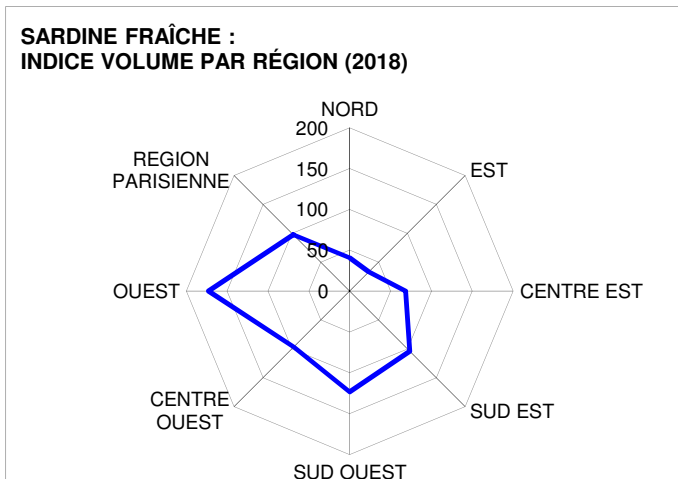 SARDINE FRAÎCHE :
INDICE VOLUME PAR RÉGION (2018)
NORD
200
REGION
PARISIENNE
150
EST
100
50
OUEST
0
CENTRE EST
CENTRE
OUEST
SUD EST
SUD OUEST